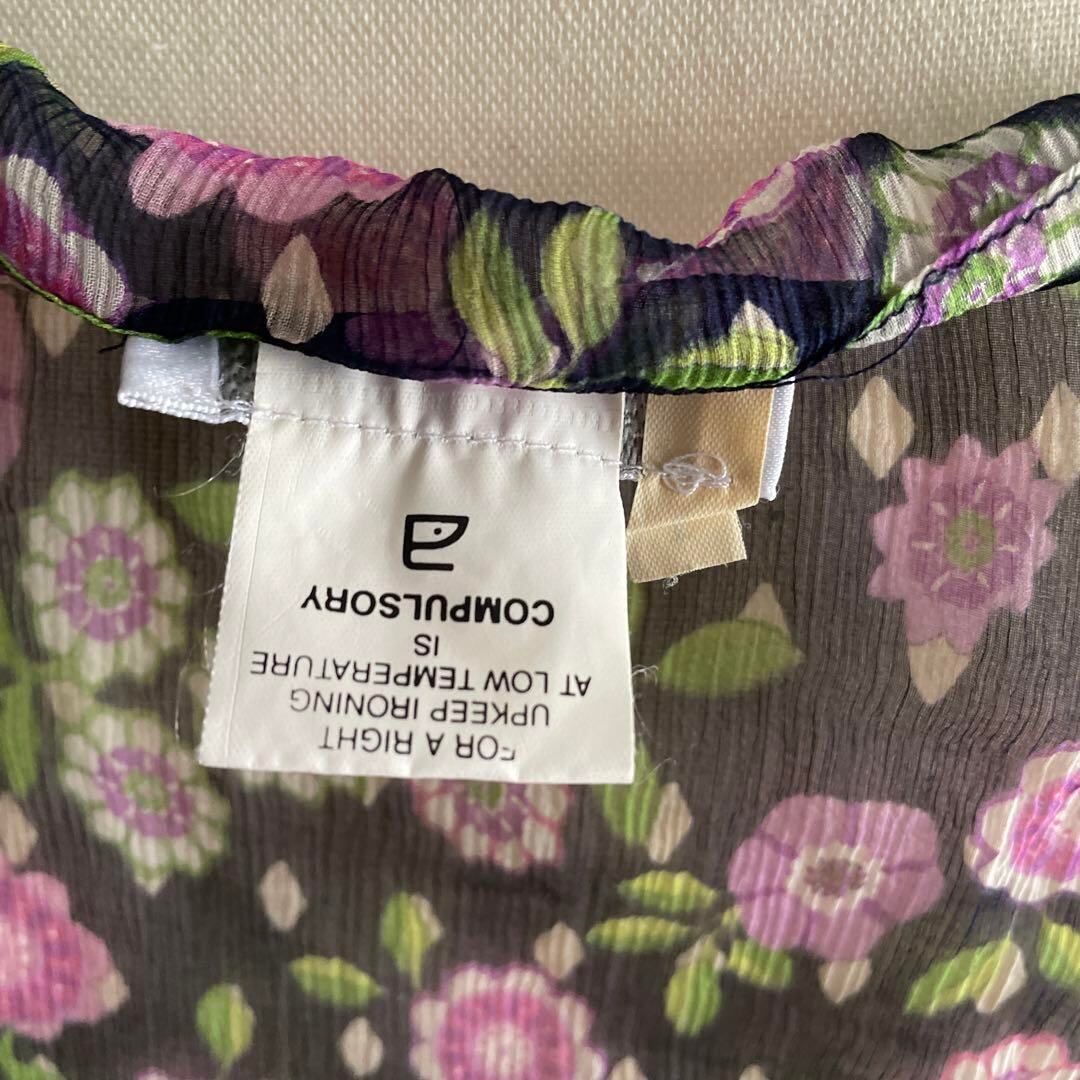 FOR A RIGHT
UPKEEP IRONING
AT LOW TEMPERATURE
IS
COMPULSORY